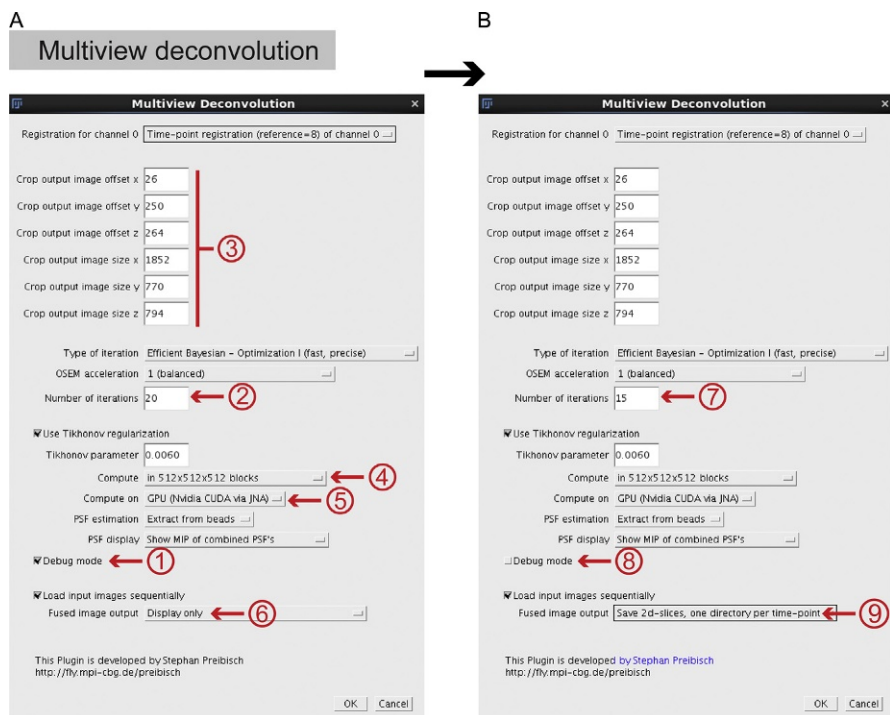 A
Multiview deconvolution
Multiview Deconvolution
Registration for channel 0 Time-point registration (reference=8) of channel 0
Crop output image offset x 26
Crop output image offset y 250
Crop output image offset z 264
Crop output image size x 1852
Crop output image size y 770
Crop output image size z 794
③
Type of iteration Efficient Bayesian - Optimization I (fast, precise)
OSEM acceleration 1 (balanced)
Number of iterations 20 ②
Use Tikhonov regularization
Tikhonov parameter 0.0060
Compute in 512x512x512 blocks ④
Compute on GPU (Nvidia CUDA via JNA) ⑤
PSF estimation Extract from beads
PSF display Show MIP of combined PSF's
Debug mode ①
Load input images sequentially
Fused image output Display only ⑥
This Plugin is developed by Stephan Preibisch
http://fly.mpi-cbg.de/preibisch
OK Cancel
B
Multiview Deconvolution
Registration for channel 0 Time-point registration (reference=8) of channel 0
Crop output image offset x 26
Crop output image offset y 250
Crop output image offset z 264
Crop output image size x 1852
Crop output image size y 770
Crop output image size z 794
Type of iteration Efficient Bayesian - Optimization I (fast, precise)
OSEM acceleration 1 (balanced)
Number of iterations 15 ⑦
Use Tikhonov regularization
Tikhonov parameter 0.0060
Compute in 512x512x512 blocks
Compute on GPU (Nvidia CUDA via JNA)
PSF estimation Extract from beads
PSF display Show MIP of combined PSF's
Debug mode ⑧
Load input images sequentially
Fused image output Save 2d-slices, one directory per time-point ⑨
This Plugin is developed by Stephan Preibisch
http://fly.mpi-cbg.de/preibisch
OK Cancel